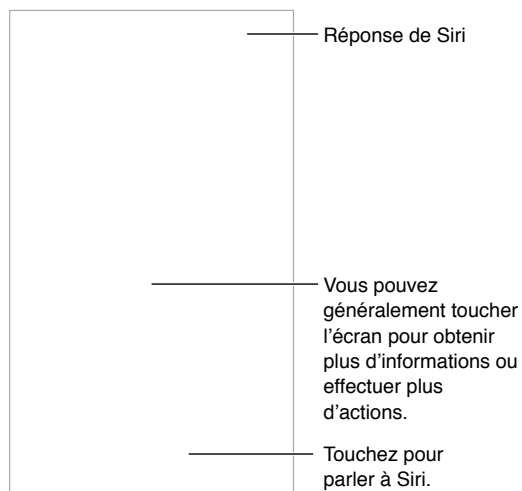 Réponse de Siri
Vous pouvez
généralement toucher
l’écran pour obtenir
plus d’informations ou
effectuer plus
d’actions.
Touchez pour
parler à Siri.